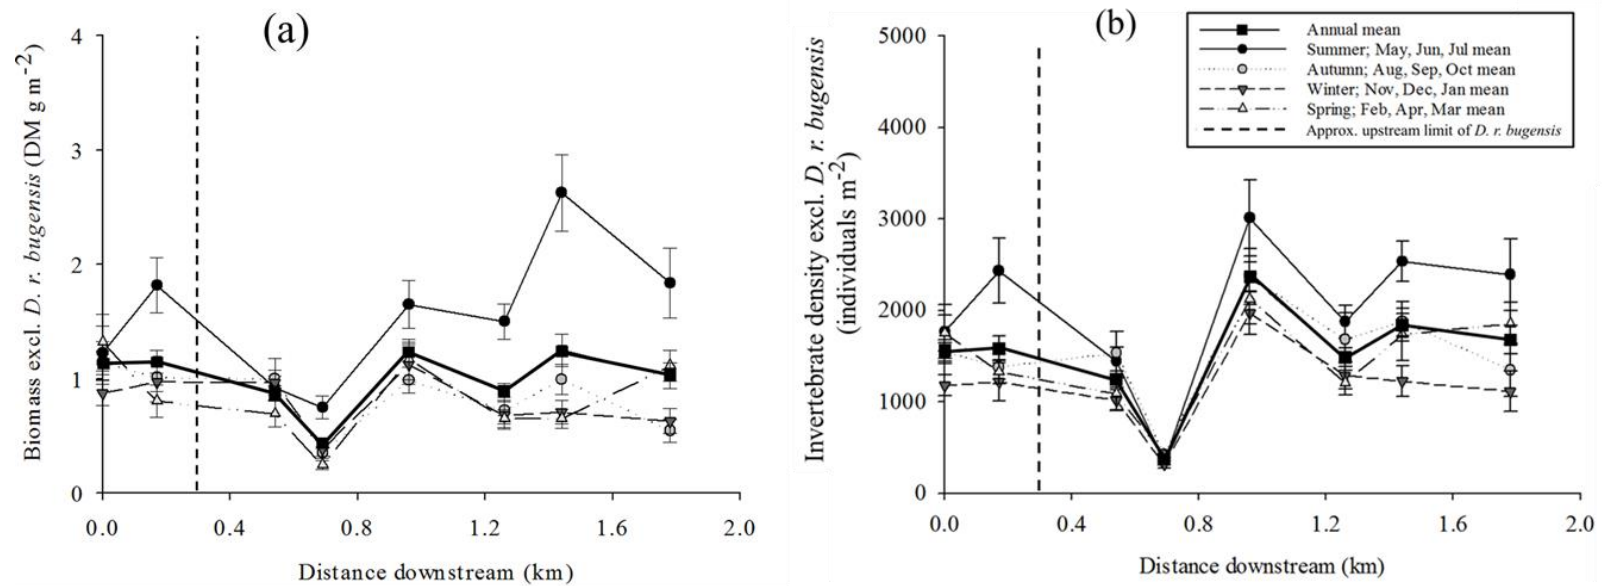 (a)
Biomass excl. D. r. bugensis (DM g m-2)
4
3
2
1
0
0.0 0.4 0.8 1.2 1.6 2.0
Distance downstream (km)
(b)
Invertebrate density excl. D. r. bugensis
(individuals m-2)
5000
4000
3000
2000
1000
0
0.0 0.4 0.8 1.2 1.6 2.0
Distance downstream (km)
Annual mean
Summer; May, Jun, Jul mean
Autumn; Aug, Sep, Oct mean
Winter; Nov, Dec, Jan mean
Spring; Feb, Apr, Mar mean
Approx. upstream limit of D. r. bugensis